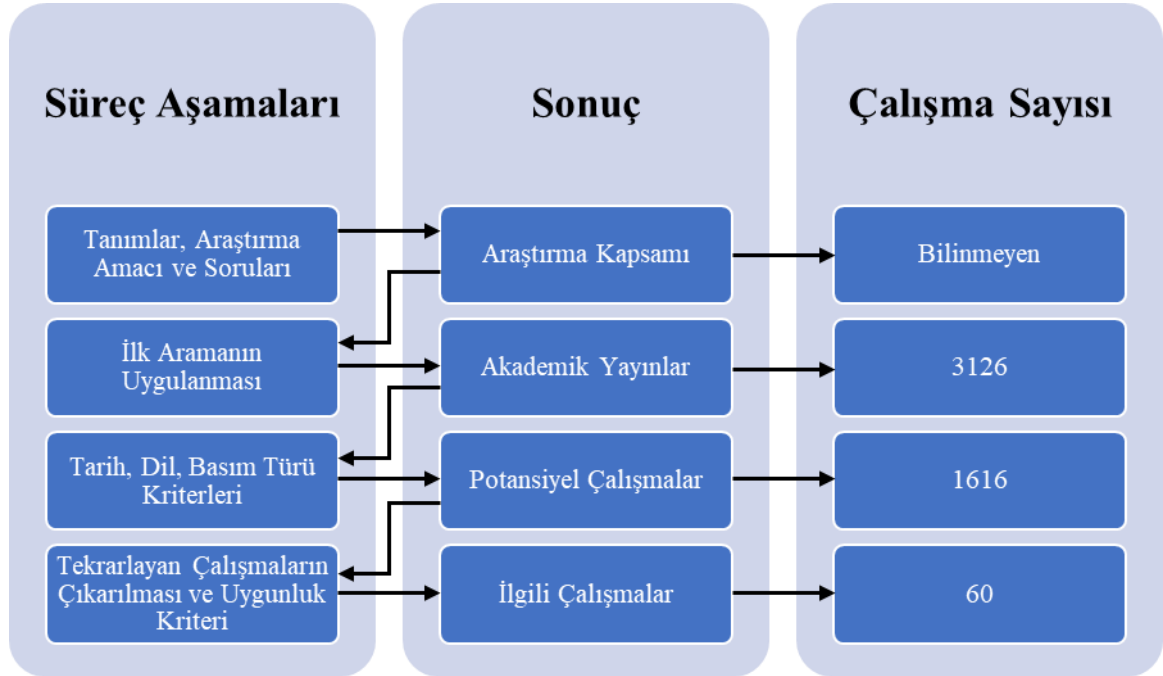 Süreç Aşamaları
Sonuç
Çalışma Sayısı
Tanımlar, Araştırma
Amacı ve Soruları
Araştırma Kapsamı
Bilinmeyen
İlk Aramanın
Uygulanması
Akademik Yayınlar
3126
Tarih, Dil, Basım Türü
Kriterleri
Potansiyel Çalışmalar
1616
Tekrarlayan Çalışmaların
Çıkarılması ve Uygunluk
Kriteri
İlgili Çalışmalar
60